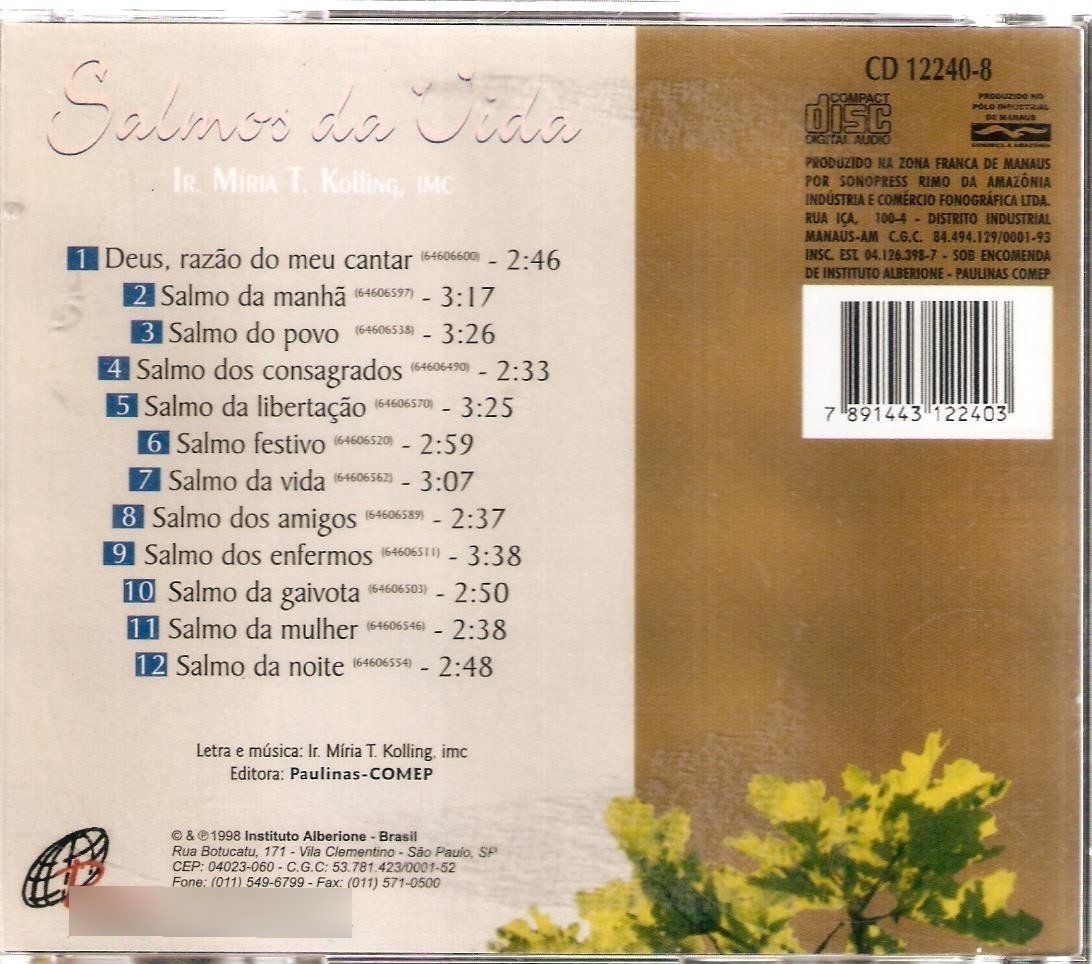 Salmos da Vida
Ir. Míria T. Kolling, IMC
1 Deus, razão do meu cantar (64606600) - 2:46
2 Salmo da manhã (64606597) - 3:17
3 Salmo do povo (64606538) - 3:26
4 Salmo dos consagrados (64606490) - 2:33
5 Salmo da libertação (64606570) - 3:25
6 Salmo festivo (64606520) - 2:59
7 Salmo da vida (64606562) - 3:07
8 Salmo dos amigos (64606589) - 2:37
9 Salmo dos enfermos (64606511) - 3:38
10 Salmo da gaivota (64606503) - 2:50
11 Salmo da mulher (64606546) - 2:38
12 Salmo da noite (64606554) - 2:48
Letra e música: Ir. Míria T. Kolling, imc
Editora: Paulinas-COMEP
© & ℗ 1998 Instituto Alberione - Brasil
Rua Botucatu, 171 - Vila Clementino - São Paulo, SP
CEP: 04023-060 - C.G.C: 53.781.423/0001-52
Fone: (011) 549-6799 - Fax: (011) 571-0500
CD 12240-8
COMPACT
disc
DIGITAL AUDIO
PRODUZIDO NO
PÓLO INDUSTRIAL
DE MANAUS
CONHEÇA A AMAZÔNIA
PRODUZIDO NA ZONA FRANCA DE MANAUS
POR SONOPRESS RIMO DA AMAZÔNIA
INDÚSTRIA E COMÉRCIO FONOGRÁFICA LTDA.
RUA IÇA, 100-4 - DISTRITO INDUSTRIAL
MANAUS-AM C.G.C. 84.494.129/0001-93
INSC. EST. 04.126.398-7 - SOB ENCOMENDA
DE INSTITUTO ALBERIONE - PAULINAS COMEP
7 891443 122403